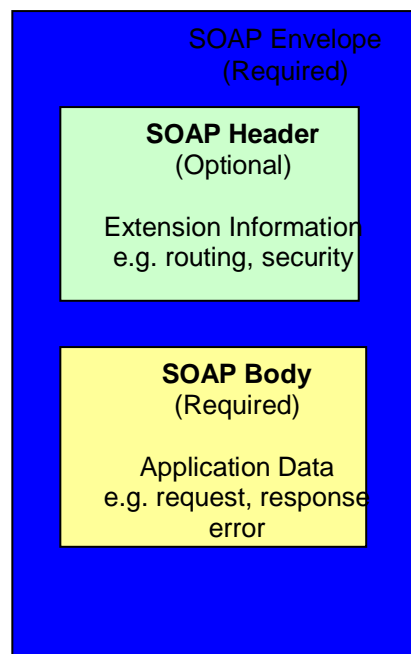 SOAP Envelope
(Required)
SOAP Header
(Optional)
Extension Information
e.g. routing, security
SOAP Body
(Required)
Application Data
e.g. request, response
error